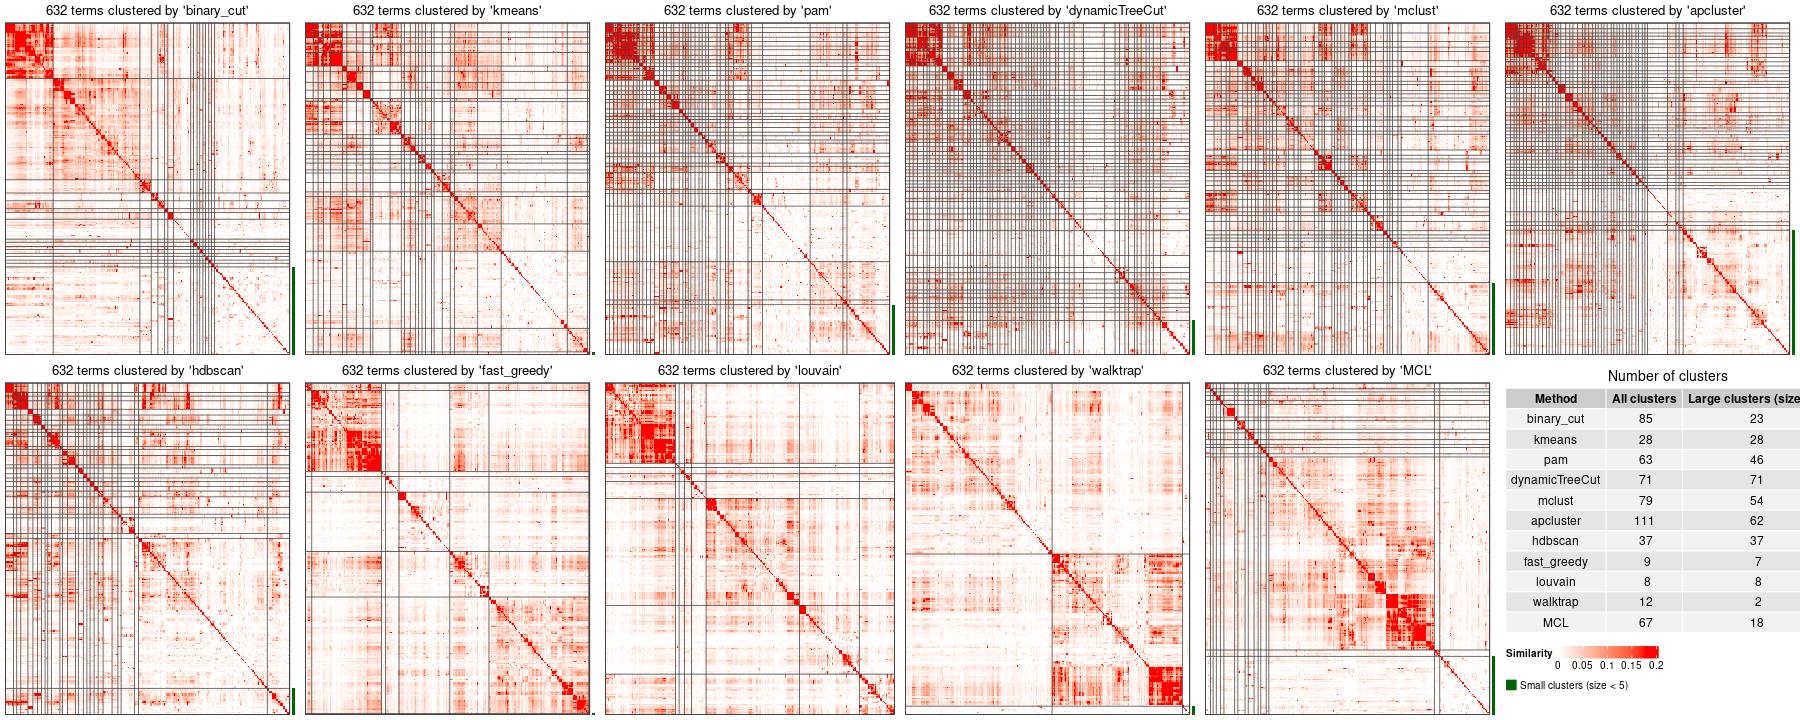 632 terms clustered by 'binary_cut'
632 terms clustered by 'kmeans'
632 terms clustered by 'pam'
632 terms clustered by 'dynamicTreeCut'
632 terms clustered by 'mclust'
632 terms clustered by 'apcluster'
632 terms clustered by 'hdbscan'
632 terms clustered by 'fast_greedy'
632 terms clustered by 'louvain'
632 terms clustered by 'walktrap'
632 terms clustered by 'MCL'
Number of clusters
Method All clusters Large clusters (size
binary_cut 85 23
kmeans 28 28
pam 63 46
dynamicTreeCut 71 71
mclust 79 54
apcluster 111 62
hdbscan 37 37
fast_greedy 9 7
louvain 8 8
walktrap 12 2
MCL 67 18
Similarity
0 0.05 0.1 0.15 0.2
Small clusters (size < 5)